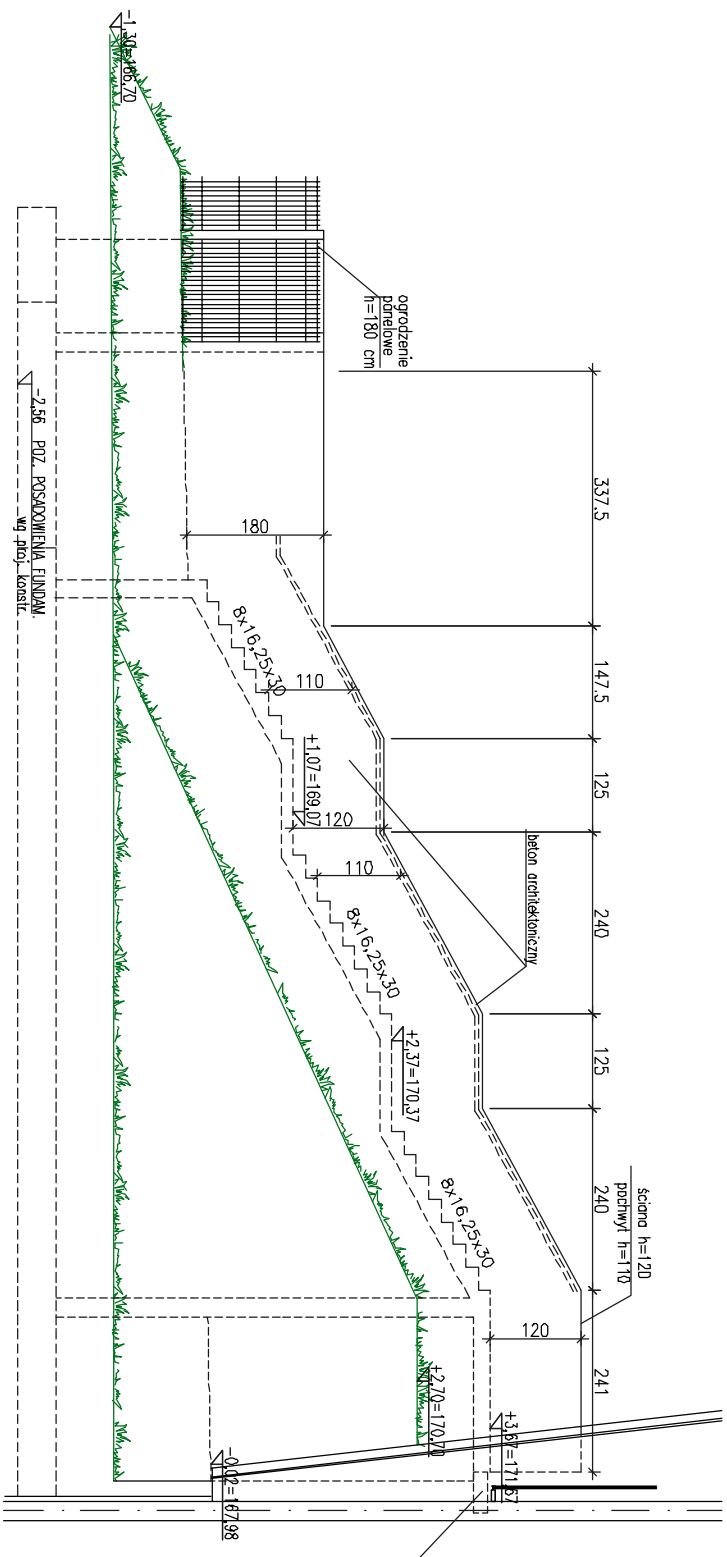 -1,30=166,70
ogrodzenie
panelowe
h=180 cm
-2,56 POZ. POSADOWIENIA FUNDAM.
wg proj. konstr.
337.5
147.5
125
240
125
240
241
180
8x16,25x30
110
+1,07=169,07
120
110
8x16,25x30
beton architektoniczny
+2,37=170,37
8x16,25x30
ściana h=120
pochwyt h=110
120
+2,70=170,70
+3,67=171,67
-0,02=167,98